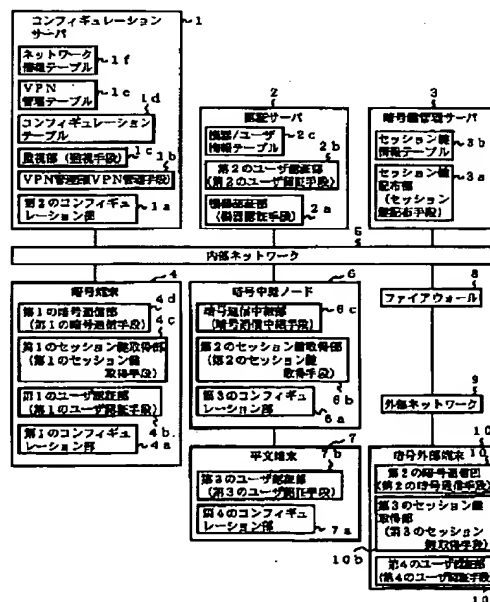 コンフィギュレーション
サーバ
1
ネットワーク
情報テーブル
1f
VPN
管理テーブル
1e
1d
コンフィギュレーション
テーブル
1c
監視部(監視手段)
1b
VPN管理部(VPN管理手段)
第2のコンフィギュ
レーション部
1a
2
認証サーバ
機器/ユーザ
情報テーブル
2c
2b
第2のユーザ認証部
(第2のユーザ認証手段)
機器認証部
(機器認証手段)
2a
3
暗号鍵管理サーバ
セッション鍵
情報テーブル
3b
セッション鍵
配布部
(セッション
鍵配布手段)
3a
5
内部ネットワーク
4
暗号端末
4d
第1の暗号通信部
(第1の暗号通信手段)
4c
第1のセッション鍵取得部
(第1のセッション鍵
取得手段)
第1のユーザ認証部
(第1のユーザ認証手段)
4b
第1のコンフィギュ
レーション部
4a
6
暗号中継ノード
暗号通信中継部
(暗号通信中継手段)
6c
第2のセッション鍵取得部
(第2のセッション鍵
取得手段)
6b
第3のコンフィギュ
レーション部
6a
7
平文端末
7b
第3のユーザ認証部
(第3のユーザ認証手段)
第4のコンフィギュ
レーション部
7a
8
ファイアウォール
9
外部ネットワーク
10
暗号外部端末
10
第2の暗号通信部
(第2の暗号通信手段)
第3のセッション鍵
取得部
(第3のセッション
鍵取得手段)
10b
第4のユーザ認証部
(第4のユーザ認証手段)
10